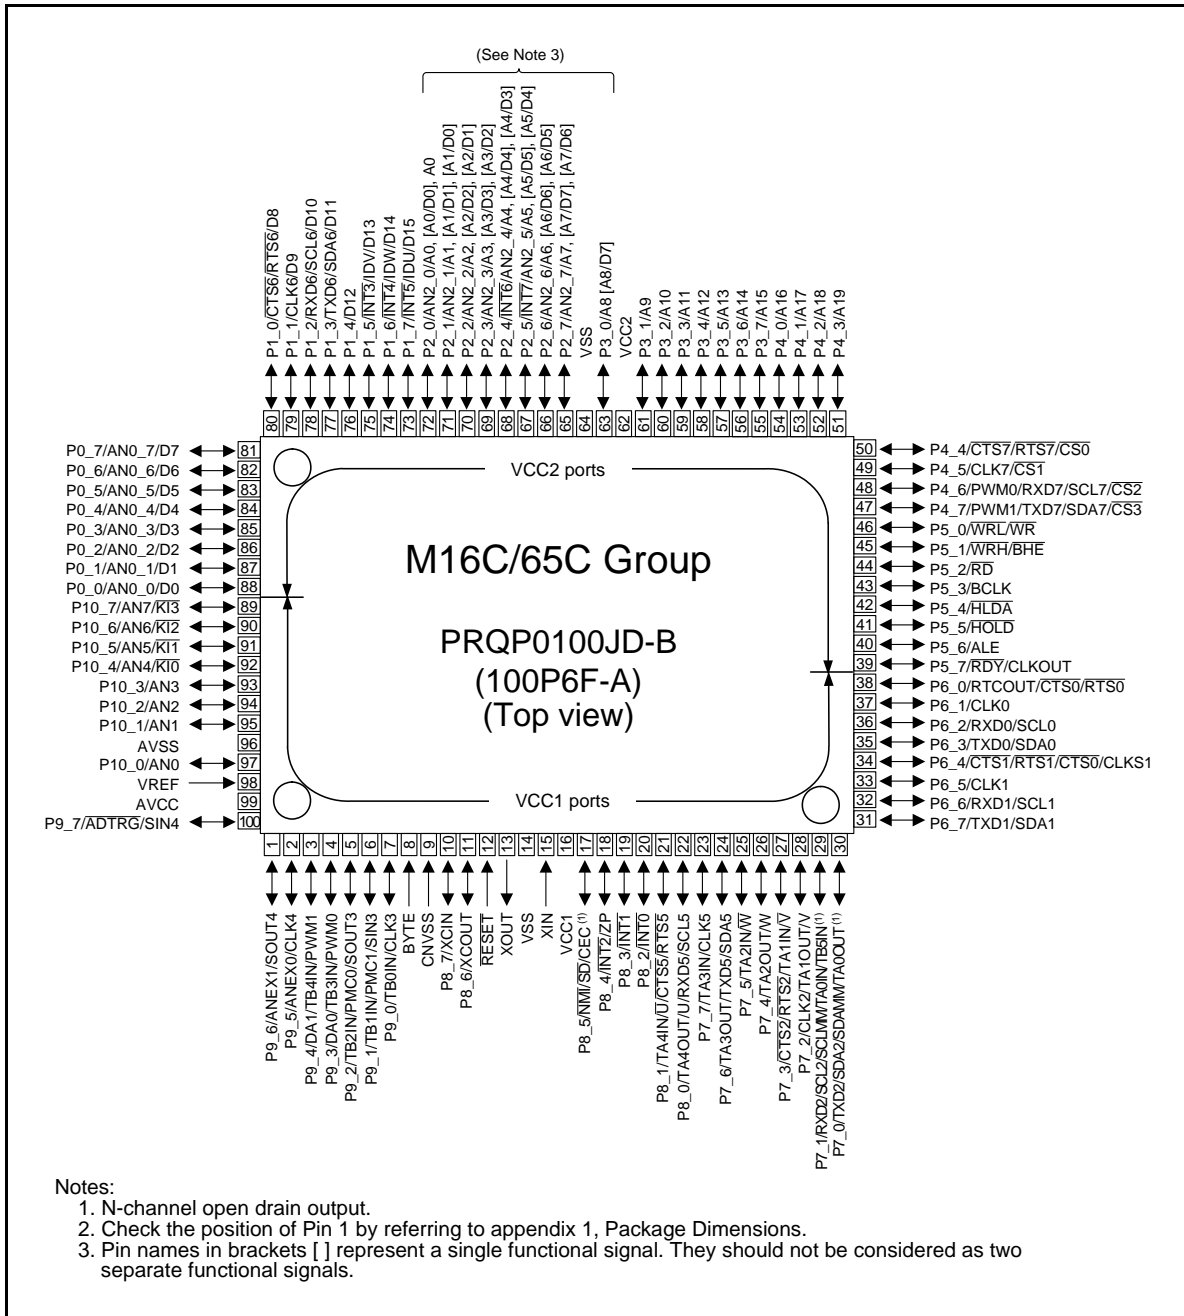 (See Note 3)
P1_0/CTS6/RTS6/D8
P1_1/CLK6/D9
P1_2/RXD6/SCL6/D10
P1_3/TXD6/SDA6/D11
P1_4/D12
P1_5/INT3/IDV/D13
P1_6/INT4/IDW/D14
P1_7/INT5/IDU/D15
P2_0/AN2_0/A0, [A0/D0], A0
P2_1/AN2_1/A1, [A1/D1], [A1/D0]
P2_2/AN2_2/A2, [A2/D2], [A2/D1]
P2_3/AN2_3/A3, [A3/D3], [A3/D2]
P2_4/INT6/AN2_4/A4, [A4/D4], [A4/D3]
P2_5/INT7/AN2_5/A5, [A5/D5], [A5/D4]
P2_6/AN2_6/A6, [A6/D6], [A6/D5]
P2_7/AN2_7/A7, [A7/D7], [A7/D6]
VSS
P3_0/A8 [A8/D7]
VCC2
P3_1/A9
P3_2/A10
P3_3/A11
P3_4/A12
P3_5/A13
P3_6/A14
P3_7/A15
P4_0/A16
P4_1/A17
P4_2/A18
P4_3/A19
80 79 78 77 76 75 74 73 72 71 70 69 68 67 66 65 64 63 62 61 60 59 58 57 56 55 54 53 52 51
P0_7/AN0_7/D7 81
P0_6/AN0_6/D6 82
P0_5/AN0_5/D5 83
P0_4/AN0_4/D4 84
P0_3/AN0_3/D3 85
P0_2/AN0_2/D2 86
P0_1/AN0_1/D1 87
P0_0/AN0_0/D0 88
P10_7/AN7/KI3 89
P10_6/AN6/KI2 90
P10_5/AN5/KI1 91
P10_4/AN4/KI0 92
P10_3/AN3 93
P10_2/AN2 94
P10_1/AN1 95
AVSS 96
P10_0/AN0 97
VREF 98
AVCC 99
P9_7/ADTRG/SIN4 100
VCC2 ports
M16C/65C Group
PRQP0100JD-B
(100P6F-A)
(Top view)
VCC1 ports
50 P4_4/CTS7/RTS7/CS0
49 P4_5/CLK7/CS1
48 P4_6/PWM0/RXD7/SCL7/CS2
47 P4_7/PWM1/TXD7/SDA7/CS3
46 P5_0/WRL/WR
45 P5_1/WRH/BHE
44 P5_2/RD
43 P5_3/BCLK
42 P5_4/HLDA
41 P5_5/HOLD
40 P5_6/ALE
39 P5_7/RDY/CLKOUT
38 P6_0/RTCOUT/CTS0/RTS0
37 P6_1/CLK0
36 P6_2/RXD0/SCL0
35 P6_3/TXD0/SDA0
34 P6_4/CTS1/RTS1/CTS0/CLKS1
33 P6_5/CLK1
32 P6_6/RXD1/SCL1
31 P6_7/TXD1/SDA1
1 2 3 4 5 6 7 8 9 10 11 12 13 14 15 16 17 18 19 20 21 22 23 24 25 26 27 28 29 30
P9_6/ANEX1/SOUT4
P9_5/ANEX0/CLK4
P9_4/DA1/TB4IN/PWM1
P9_3/DA0/TB3IN/PWM0
P9_2/TB2IN/PMC0/SOUT3
P9_1/TB1IN/PMC1/SIN3
P9_0/TB0IN/CLK3
BYTE
CNVSS
P8_7/XCIN
P8_6/XCOUT
RESET
XOUT
VSS
XIN
VCC1
P8_5/NMI/SD/CEC (1)
P8_4/INT2/ZP
P8_3/INT1
P8_2/INT0
P8_1/TA4IN/U/CTS5/RTS5
P8_0/TA4OUT/U/RXD5/SCL5
P7_7/TA3IN/CLK5
P7_6/TA3OUT/TXD5/SDA5
P7_5/TA2IN/W
P7_4/TA2OUT/W
P7_3/CTS2/RTS2/TA1IN/V
P7_2/CLK2/TA1OUT/V
P7_1/RXD2/SCL2/SCLMM/TA0IN/TB5IN (1)
P7_0/TXD2/SDA2/SDAMM/TA0OUT (1)
Notes:
1. N-channel open drain output.
2. Check the position of Pin 1 by referring to appendix 1, Package Dimensions.
3. Pin names in brackets [ ] represent a single functional signal. They should not be considered as two
separate functional signals.